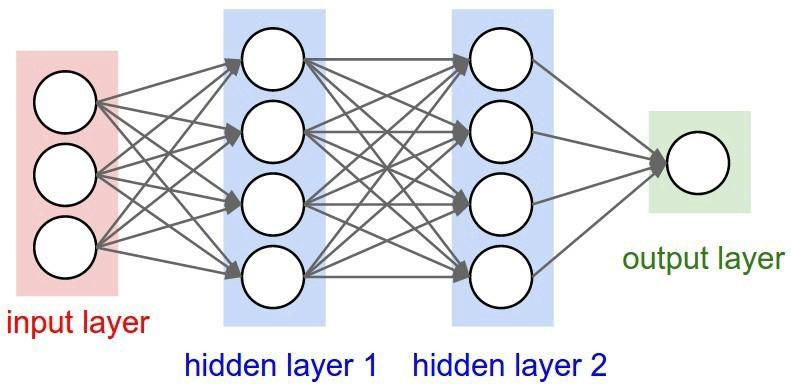 input layer
hidden layer 1
hidden layer 2
output layer